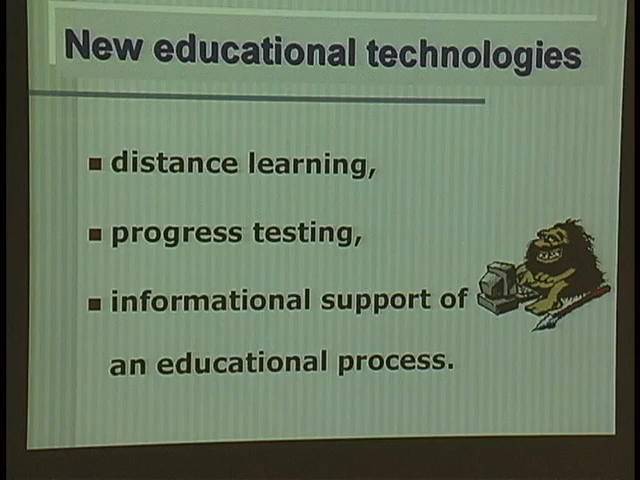 New educational technologies
distance learning,
progress testing,
informational support of
an educational process.